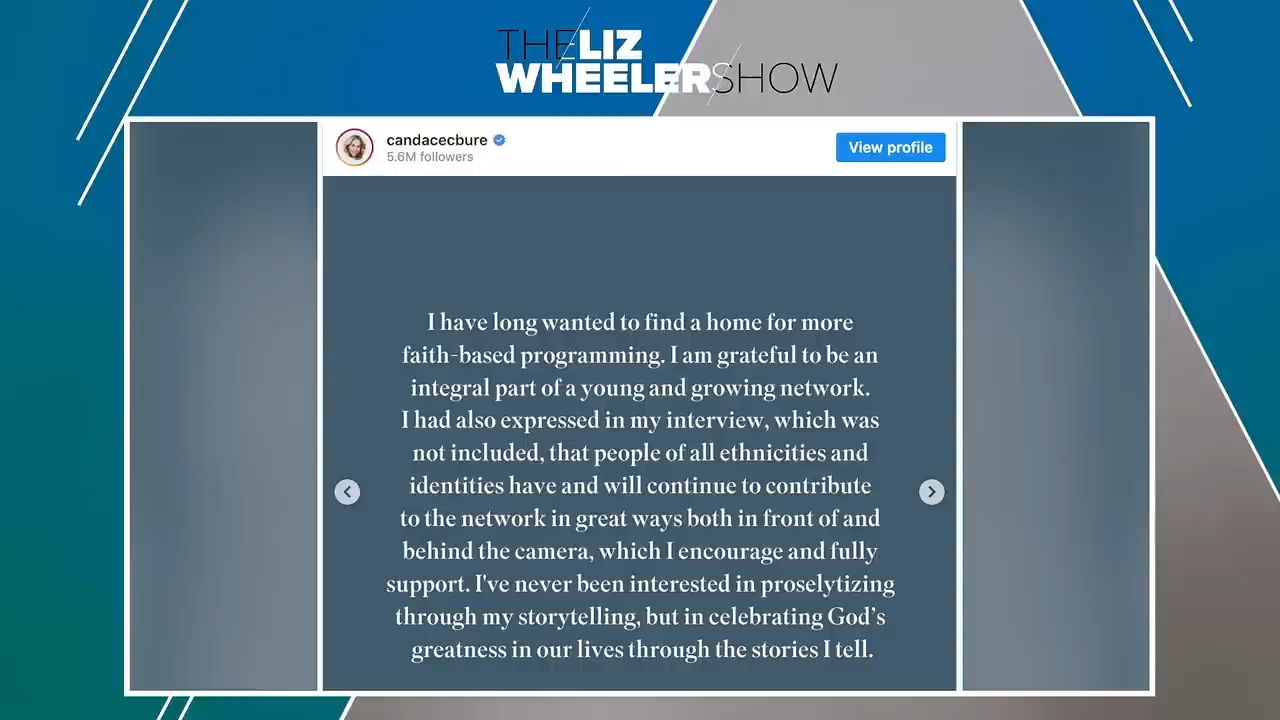 THE LIZ
WHEELER SHOW
candacecbure
5.6M followers
View profile
I have long wanted to find a home for more
faith-based programming. I am grateful to be an
integral part of a young and growing network.
I had also expressed in my interview, which was
not included, that people of all ethnicities and
identities have and will continue to contribute
to the network in great ways both in front of and
behind the camera, which I encourage and fully
support. I've never been interested in proselytizing
through my storytelling, but in celebrating God’s
greatness in our lives through the stories I tell.